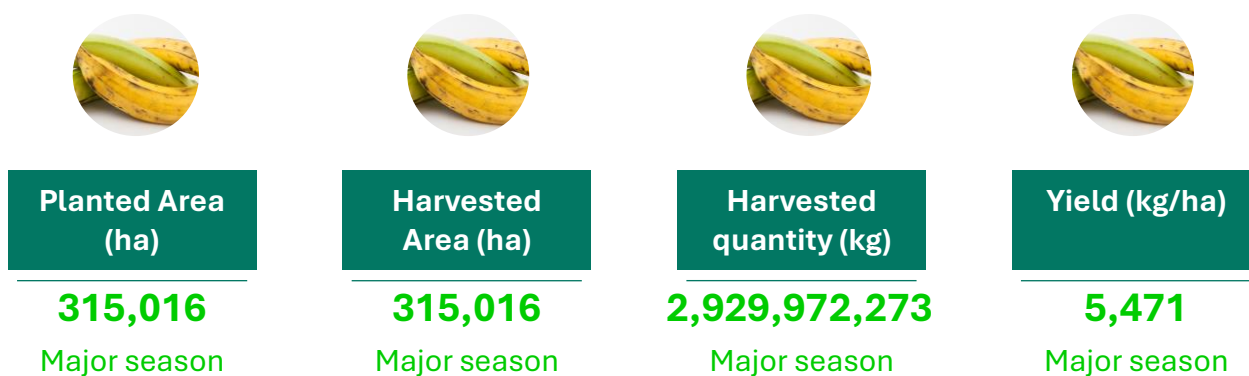 Planted Area
(ha)
315,016
Major season
Harvested
Area (ha)
315,016
Major season
Harvested
quantity (kg)
2,929,972,273
Major season
Yield (kg/ha)
5,471
Major season